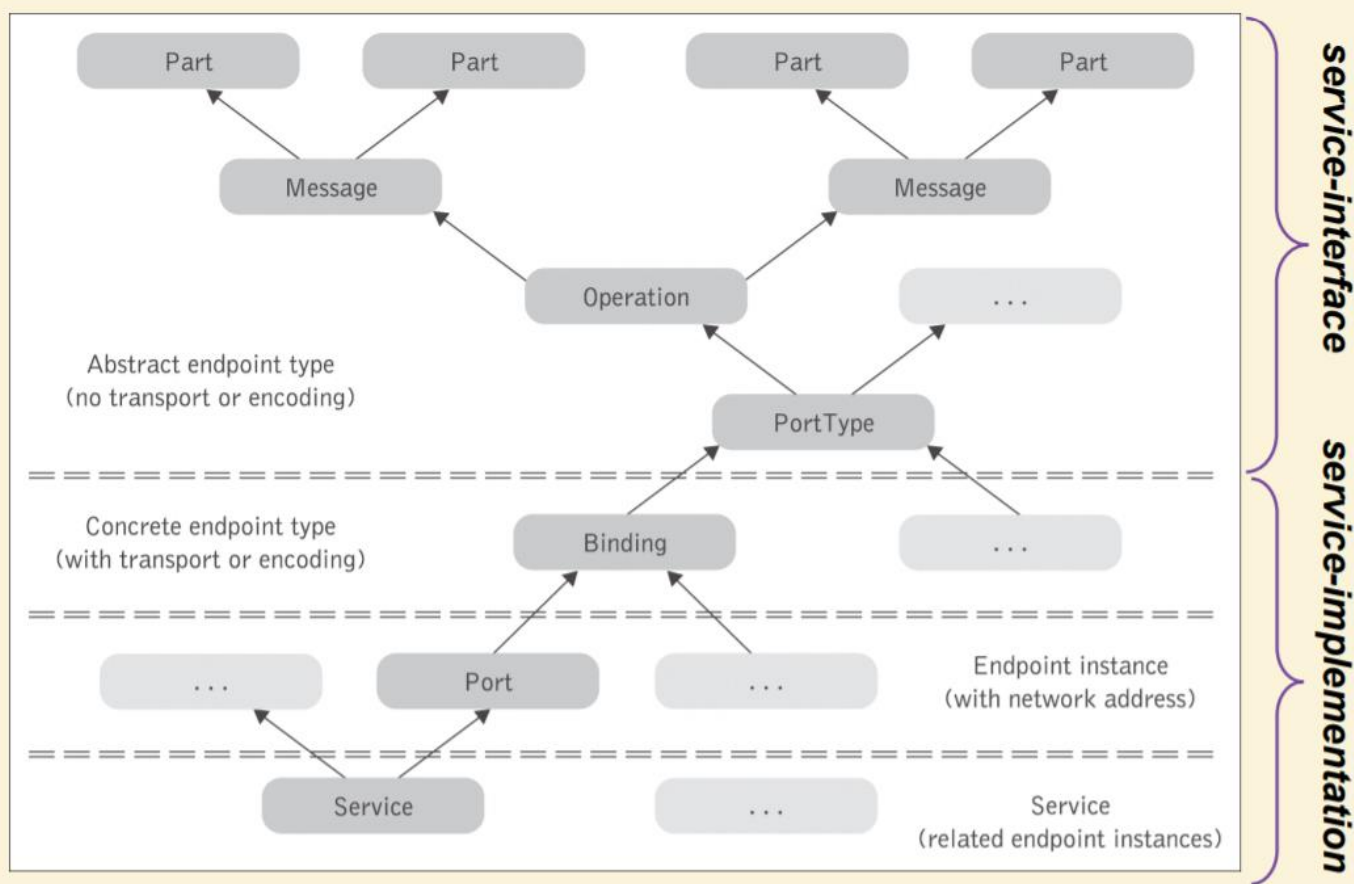 Part
Part
Part
Part
Message
Message
Operation
. . .
Abstract endpoint type
(no transport or encoding)
PortType
Concrete endpoint type
(with transport or encoding)
Binding
. . .
. . .
Port
. . .
Endpoint instance
(with network address)
Service
. . .
Service
(related endpoint instances)
service-interface
service-implementation